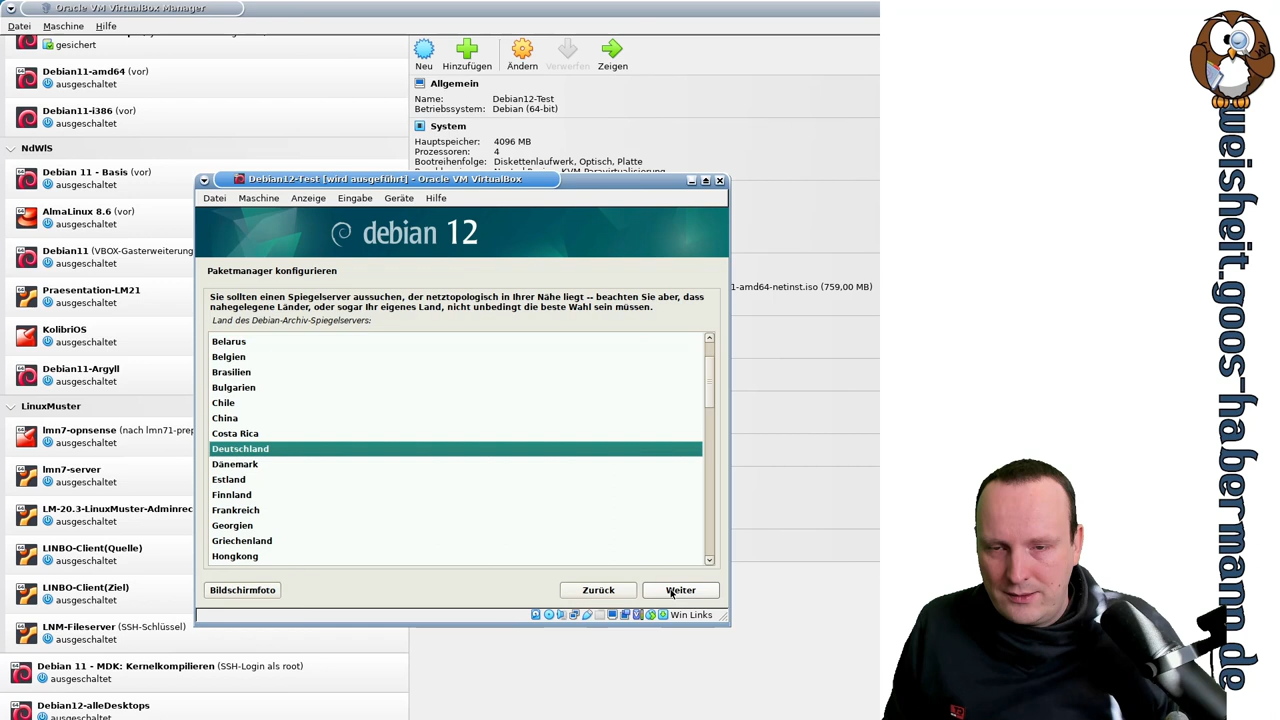 Oracle VM VirtualBox Manager
Datei Maschine Hilfe
gesichert
Debian11-amd64 (vor)
ausgeschaltet
Debian11-i386 (vor)
ausgeschaltet
NdWIS
Debian 11 - Basis (vor)
ausgeschaltet
AlmaLinux 8.6 (vor)
ausgeschaltet
Debian11 (VBOX-Gasterweiterung
ausgeschaltet
Praesentation-LM21
ausgeschaltet
KolibriOS
ausgeschaltet
Debian11-Argyll
ausgeschaltet
LinuxMuster
lmn7-opnsense (nach lmn71-prep
ausgeschaltet
lmn7-server
ausgeschaltet
LM-20.3-LinuxMuster-Adminrec
ausgeschaltet
LINBO-Client(Quelle)
ausgeschaltet
LINBO-Client(Ziel)
ausgeschaltet
LNM-Fileserver (SSH-Schlüssel)
ausgeschaltet
Debian 11 - MDK: Kernelkompilieren (SSH-Login als root)
ausgeschaltet
Debian12-alleDesktops
ausgeschaltet
Neu Hinzufügen Ändern Verwerfen Zeigen
Allgemein
Name: Debian12-Test
Betriebssystem: Debian (64-bit)
System
Hauptspeicher: 4096 MB
Prozessoren: 4
Bootreihenfolge: Diskettenlaufwerk, Optisch, Platte
KVM-Paravirtualisierung
1-amd64-netinst.iso (759,00 MB)
Debian12-Test [wird ausgeführt] - Oracle VM VirtualBox
Datei Maschine Anzeige Eingabe Geräte Hilfe
debian 12
Paketmanager konfigurieren
Sie sollten einen Spiegelserver aussuchen, der netztopologisch in Ihrer Nähe liegt -- beachten Sie aber, dass
nahegelegene Länder, oder sogar Ihr eigenes Land, nicht unbedingt die beste Wahl sein müssen.
Land des Debian-Archiv-Spiegelservers:
Belarus
Belgien
Brasilien
Bulgarien
Chile
China
Costa Rica
Deutschland
Dänemark
Estland
Finnland
Frankreich
Georgien
Griechenland
Hongkong
Bildschirmfoto Zurück Weiter
Win Links
weisheit.goos-habermann.de